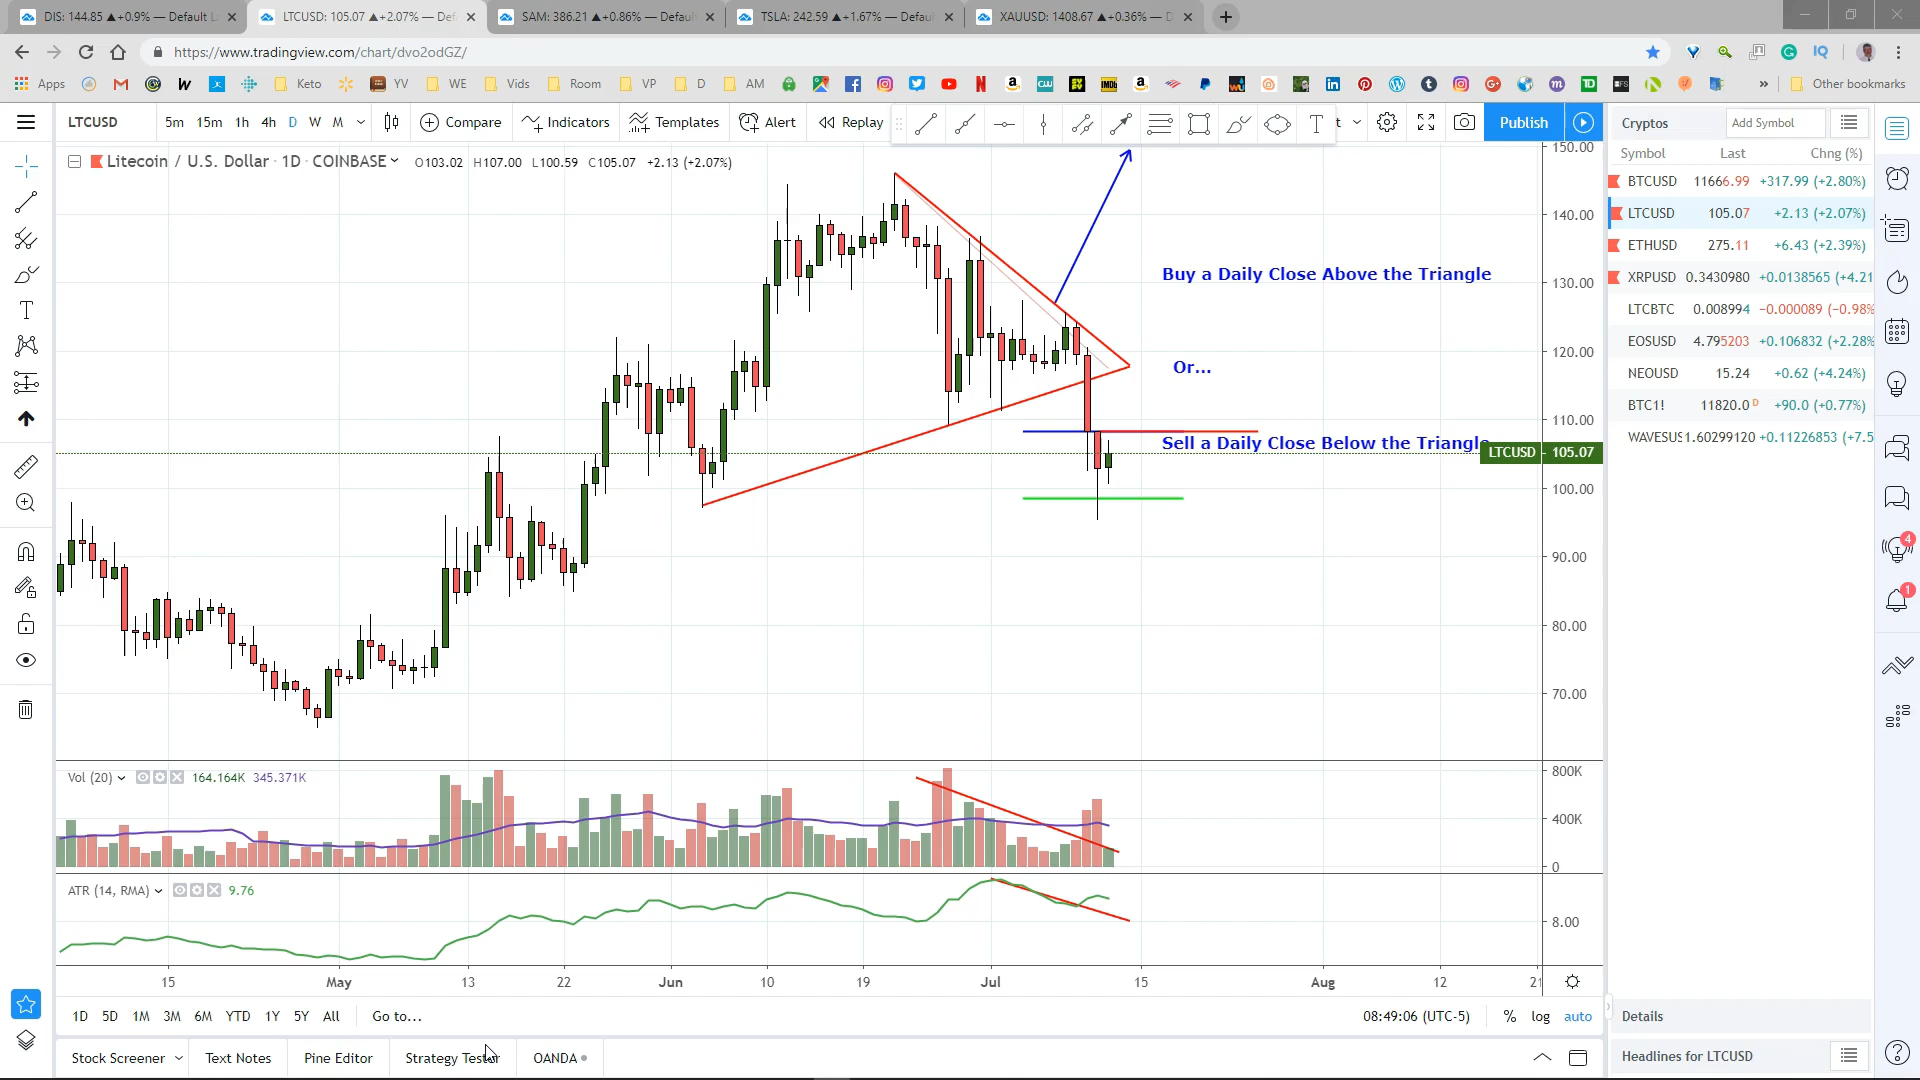 DIS: 144.85 ▲+0.9% — Default L
LTCUSD: 105.07 ▲+2.07% — Def
SAM: 386.21 ▲+0.86% — Defau
TSLA: 242.59 ▲+1.67% — Defau
XAUUSD: 1408.67 ▲+0.36% — D
https://www.tradingview.com/chart/dvo2odGZ/
Apps Keto YV WE Vids Room VP D AM » Other bookmarks
LTCUSD 5m 15m 1h 4h D W M Compare Indicators Templates Alert Replay Publish
Cryptos Add Symbol
Litecoin / U.S. Dollar · 1D · COINBASE O103.02 H107.00 L100.59 C105.07 +2.13 (+2.07%)
Symbol Last Chng (%)
BTCUSD 11666.99 +317.99 (+2.80%)
LTCUSD 105.07 +2.13 (+2.07%)
ETHUSD 275.11 +6.43 (+2.39%)
XRPUSD 0.3430980 +0.0138565 (+4.21
LTCBTC 0.008994 −0.000089 (−0.98%
EOSUSD 4.795203 +0.106832 (+2.28%
NEOUSD 15.24 +0.62 (+4.24%)
BTC1! 11820.0 D +90.0 (+0.77%)
WAVESUS 1.60299120 +0.11226853 (+7.5
150.00
140.00
130.00
120.00
110.00
100.00
90.00
80.00
70.00
Buy a Daily Close Above the Triangle
Or...
Sell a Daily Close Below the Triangle
LTCUSD 105.07
4
1
Vol (20) 164.164K 345.371K
800K
400K
0
ATR (14, RMA) 9.76
8.00
15 May 13 22 Jun 10 19 Jul 15 Aug 12 21
1D 5D 1M 3M 6M YTD 1Y 5Y All Go to... 08:49:06 (UTC-5) % log auto
Details
Stock Screener Text Notes Pine Editor Strategy Tester OANDA
Headlines for LTCUSD